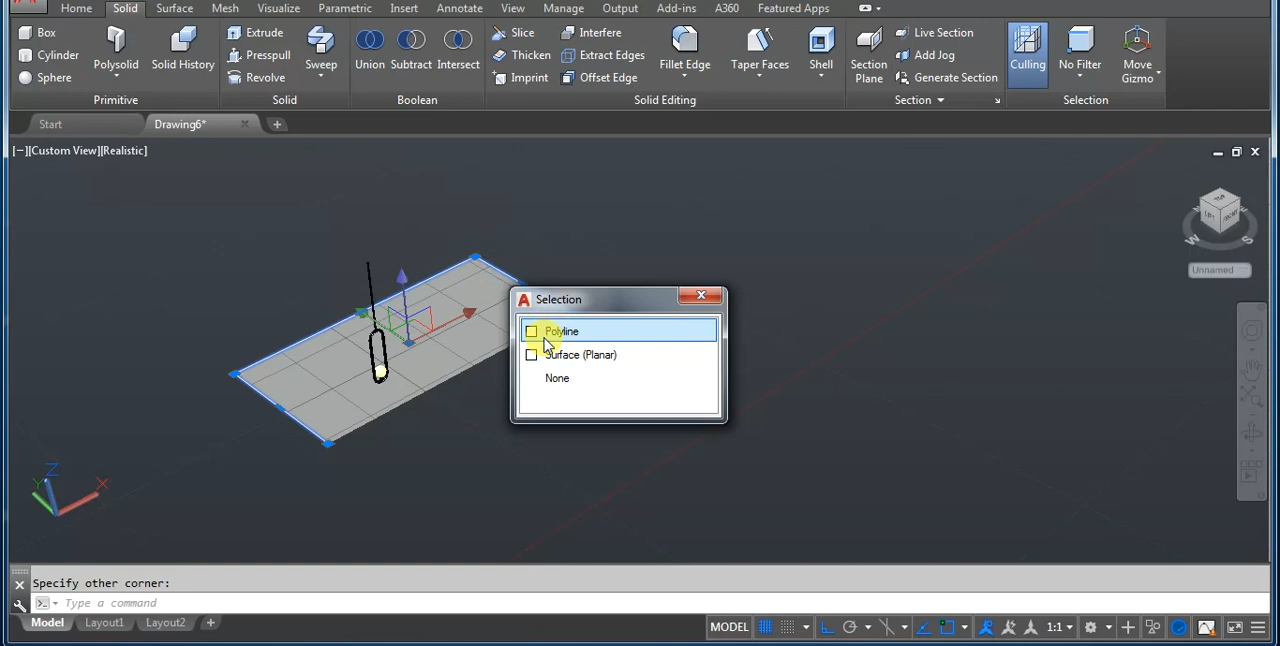 Home Solid Surface Mesh Visualize Parametric Insert Annotate View Manage Output Add-ins A360 Featured Apps
Box
Cylinder
Sphere
Polysolid
Solid History
Primitive
Extrude
Presspull
Revolve
Sweep
Solid
Union Subtract Intersect
Boolean
Slice
Thicken
Imprint
Interfere
Extract Edges
Offset Edge
Fillet Edge
Taper Faces
Shell
Solid Editing
Section
Plane
Live Section
Add Jog
Generate Section
Section
Culling
No Filter
Move
Gizmo
Selection
Start Drawing6*
[−][Custom View][Realistic]
TOP
LEFT FRONT
W S
Unnamed
A Selection
Polyline
Surface (Planar)
None
Z
Y X
Specify other corner:
Type a command
Model Layout1 Layout2
MODEL 1:1